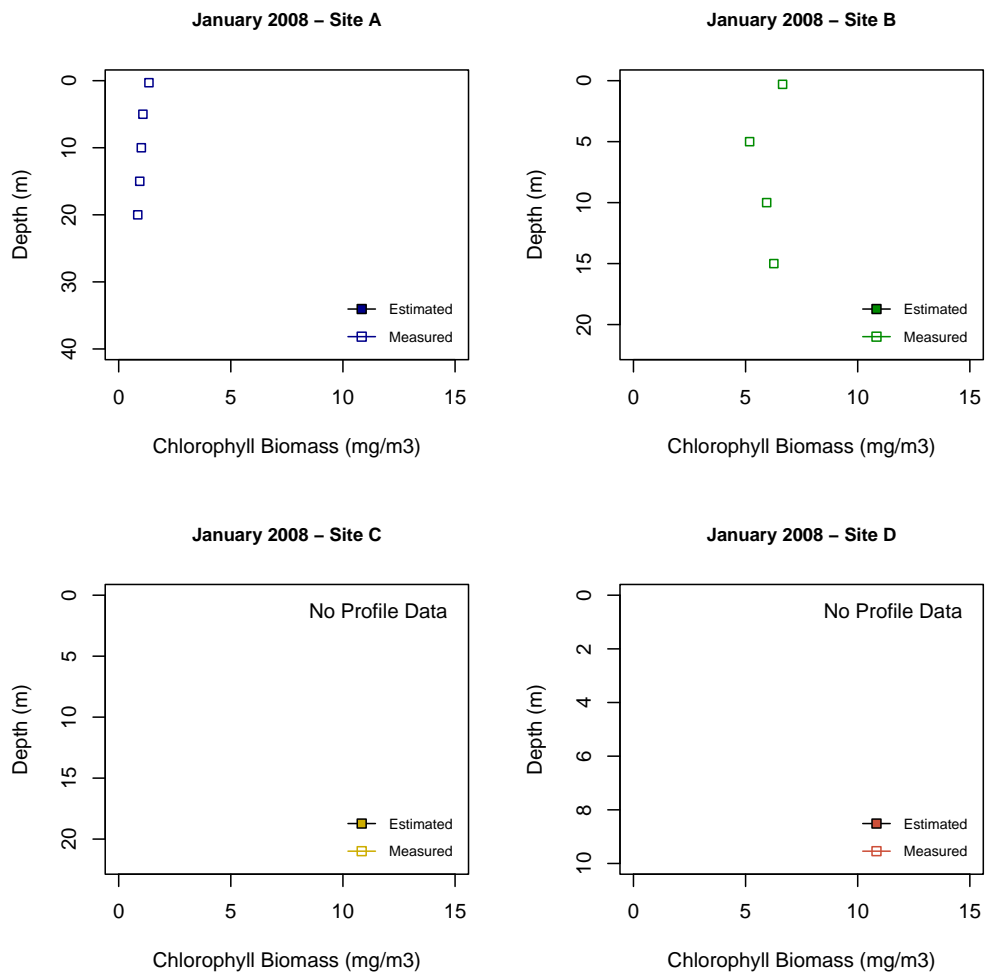 January 2008 – Site A
0
10
20
30
40
Depth (m)
Estimated
Measured
0 5 10 15
Chlorophyll Biomass (mg/m3)
January 2008 – Site B
0
5
10
15
20
Depth (m)
Estimated
Measured
0 5 10 15
Chlorophyll Biomass (mg/m3)
January 2008 – Site C
No Profile Data
0
5
10
15
20
Depth (m)
Estimated
Measured
0 5 10 15
Chlorophyll Biomass (mg/m3)
January 2008 – Site D
No Profile Data
0
2
4
6
8
10
Depth (m)
Estimated
Measured
0 5 10 15
Chlorophyll Biomass (mg/m3)